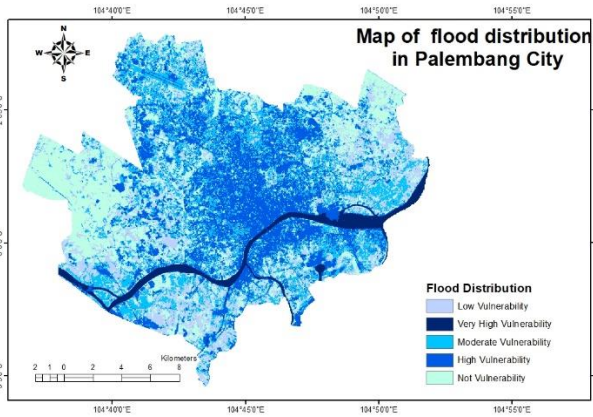 104°40'0"E 104°45'0"E 104°50'0"E 104°55'0"E
Map of flood distribution
in Palembang City
N
W E
S
Flood Distribution
Low Vulnerability
Very High Vulnerability
Moderate Vulnerability
High Vulnerability
Not Vulnerability
Kilometers
2 1 0 2 4 6 8
104°40'0"E 104°45'0"E 104°50'0"E 104°55'0"E